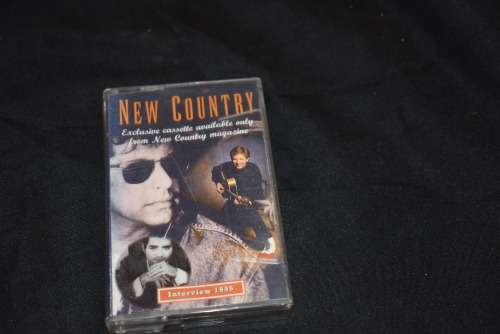 NEW COUNTRY
Exclusive cassette available only
from New Country magazine
Interview 1995